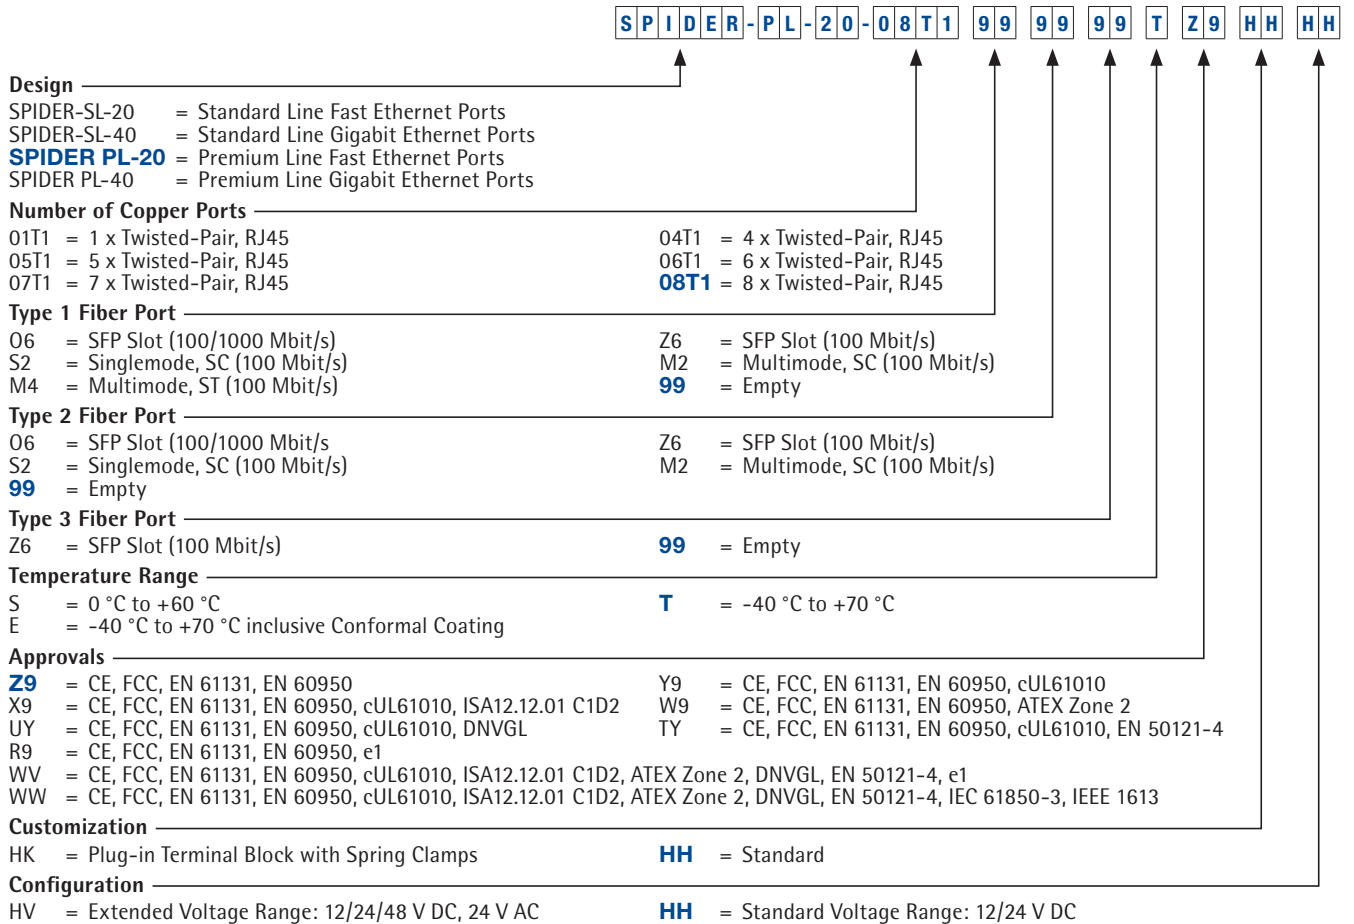 SPIDER-PL-20-08T1 99 99 99 T Z9 HH HH
Design
SPIDER-SL-20 = Standard Line Fast Ethernet Ports
SPIDER-SL-40 = Standard Line Gigabit Ethernet Ports
SPIDER PL-20 = Premium Line Fast Ethernet Ports
SPIDER PL-40 = Premium Line Gigabit Ethernet Ports
Number of Copper Ports
01T1 = 1 x Twisted-Pair, RJ45 04T1 = 4 x Twisted-Pair, RJ45
05T1 = 5 x Twisted-Pair, RJ45 06T1 = 6 x Twisted-Pair, RJ45
07T1 = 7 x Twisted-Pair, RJ45 08T1 = 8 x Twisted-Pair, RJ45
Type 1 Fiber Port
O6 = SFP Slot (100/1000 Mbit/s) Z6 = SFP Slot (100 Mbit/s)
S2 = Singlemode, SC (100 Mbit/s) M2 = Multimode, SC (100 Mbit/s)
M4 = Multimode, ST (100 Mbit/s) 99 = Empty
Type 2 Fiber Port
O6 = SFP Slot (100/1000 Mbit/s Z6 = SFP Slot (100 Mbit/s)
S2 = Singlemode, SC (100 Mbit/s) M2 = Multimode, SC (100 Mbit/s)
99 = Empty
Type 3 Fiber Port
Z6 = SFP Slot (100 Mbit/s) 99 = Empty
Temperature Range
S = 0 °C to +60 °C T = -40 °C to +70 °C
E = -40 °C to +70 °C inclusive Conformal Coating
Approvals
Z9 = CE, FCC, EN 61131, EN 60950 Y9 = CE, FCC, EN 61131, EN 60950, cUL61010
X9 = CE, FCC, EN 61131, EN 60950, cUL61010, ISA12.12.01 C1D2 W9 = CE, FCC, EN 61131, EN 60950, ATEX Zone 2
UY = CE, FCC, EN 61131, EN 60950, cUL61010, DNVGL TY = CE, FCC, EN 61131, EN 60950, cUL61010, EN 50121-4
R9 = CE, FCC, EN 61131, EN 60950, e1
WV = CE, FCC, EN 61131, EN 60950, cUL61010, ISA12.12.01 C1D2, ATEX Zone 2, DNVGL, EN 50121-4, e1
WW = CE, FCC, EN 61131, EN 60950, cUL61010, ISA12.12.01 C1D2, ATEX Zone 2, DNVGL, EN 50121-4, IEC 61850-3, IEEE 1613
Customization
HK = Plug-in Terminal Block with Spring Clamps HH = Standard
Configuration
HV = Extended Voltage Range: 12/24/48 V DC, 24 V AC HH = Standard Voltage Range: 12/24 V DC